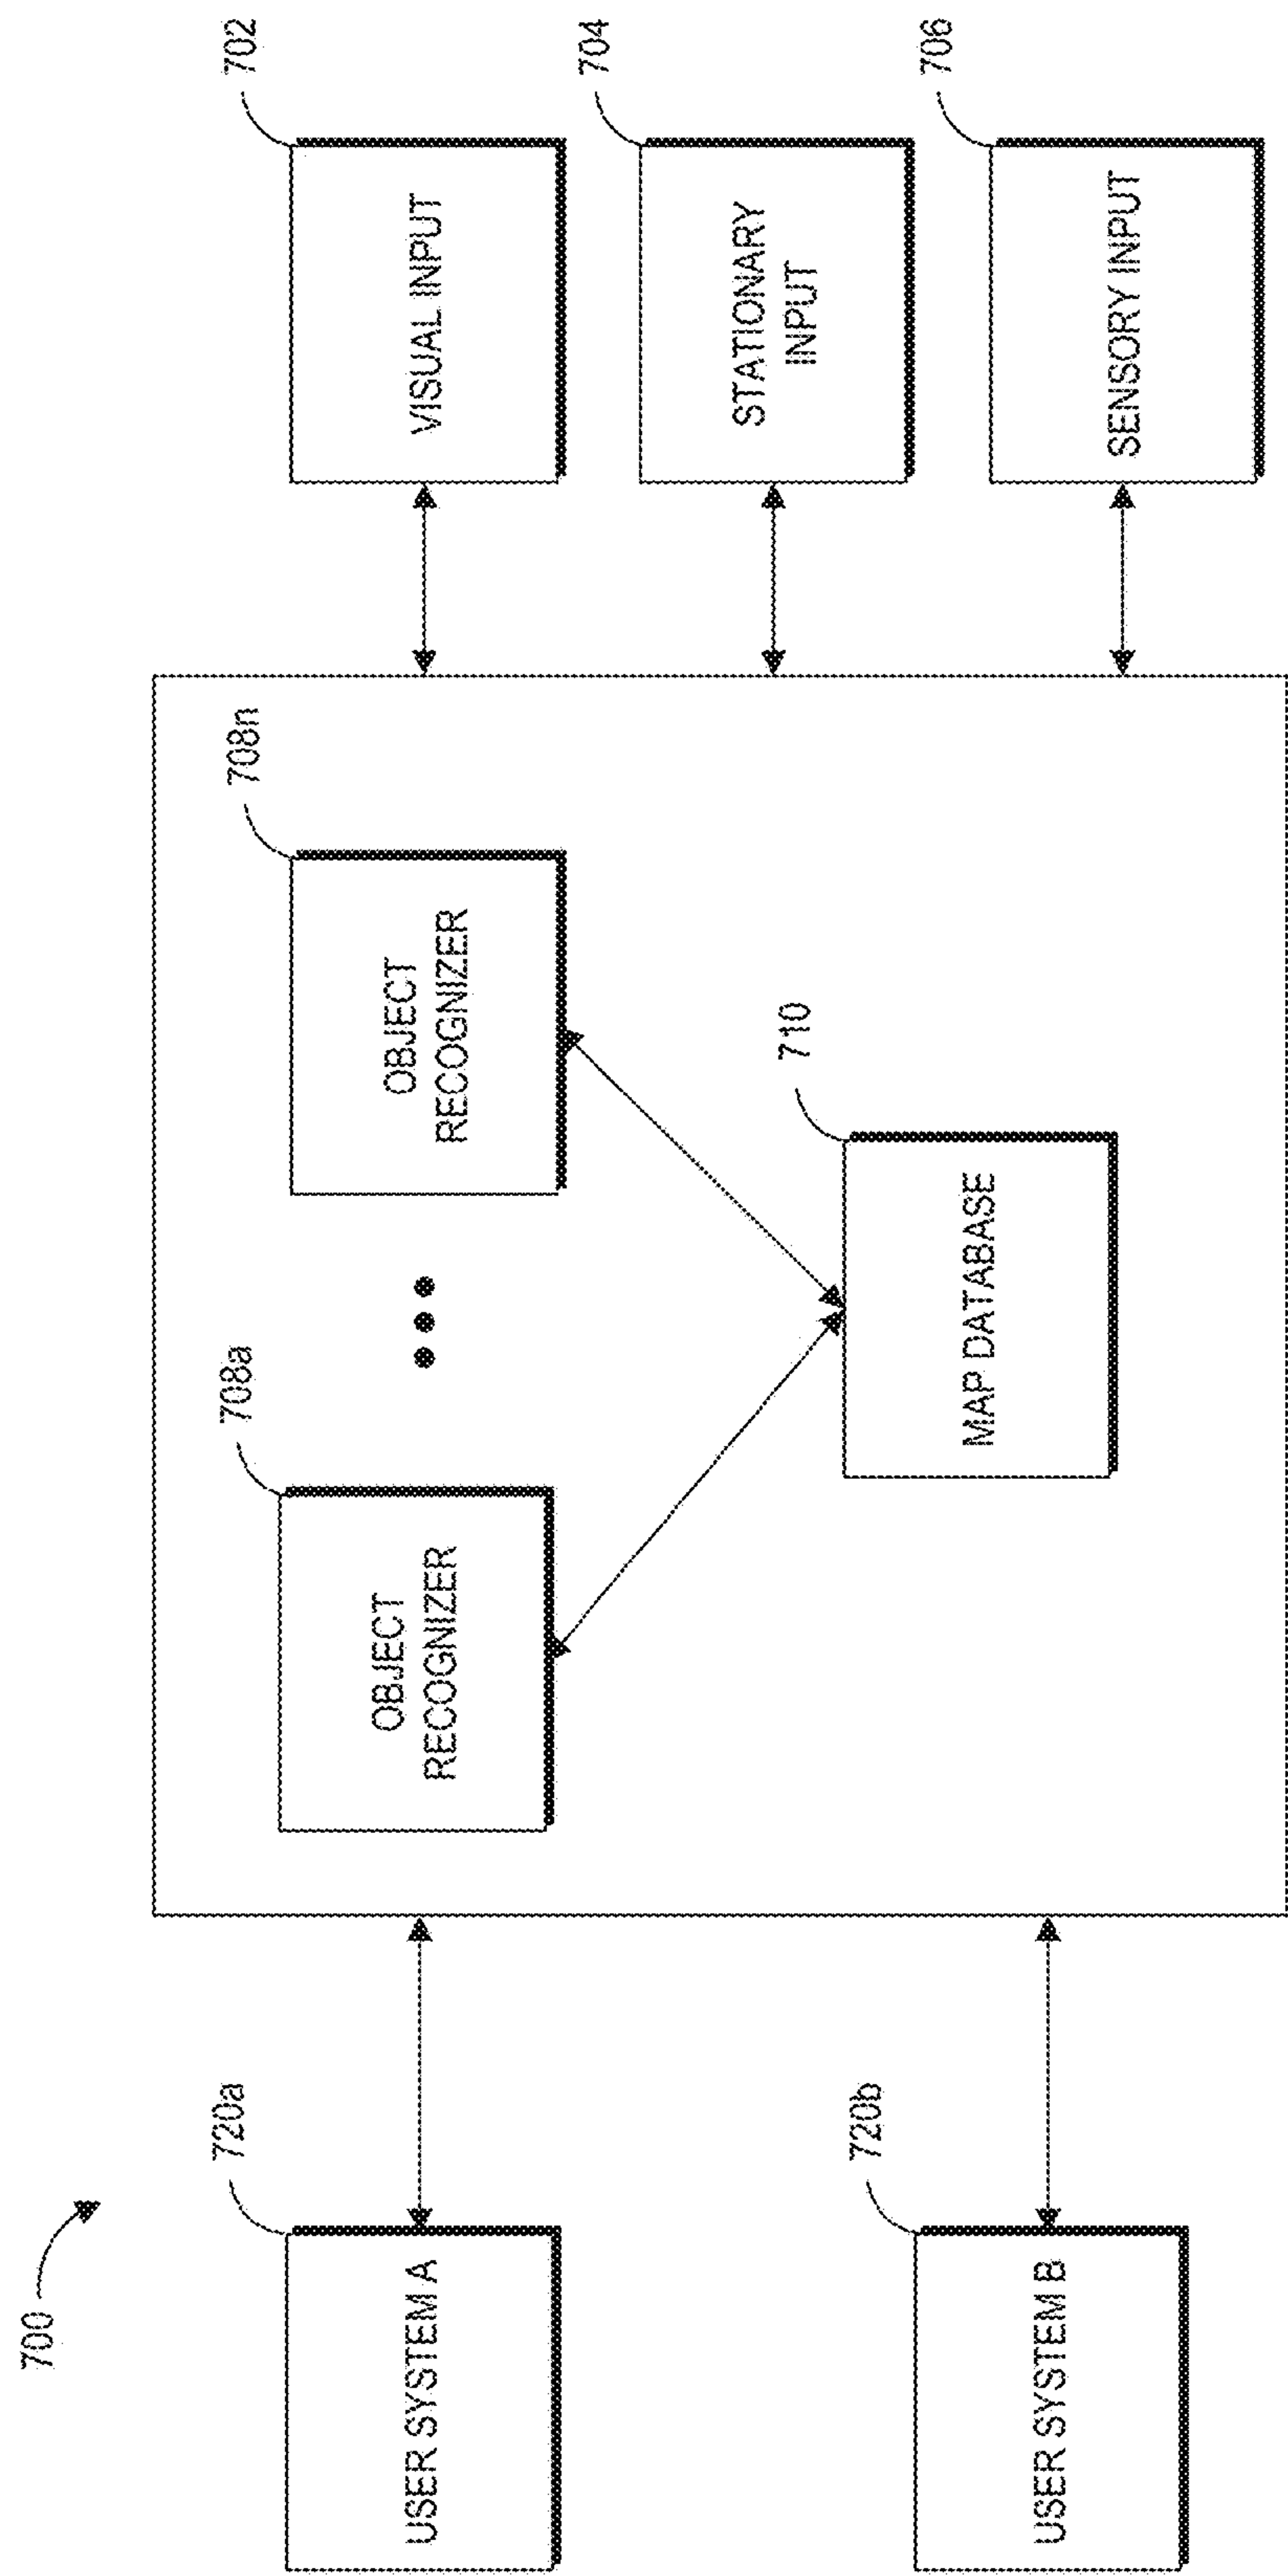 700
720a
USER SYSTEM A
720b
USER SYSTEM B
708a
OBJECT
RECOGNIZER
708n
OBJECT
RECOGNIZER
710
MAP DATABASE
702
VISUAL INPUT
704
STATIONARY
INPUT
706
SENSORY INPUT